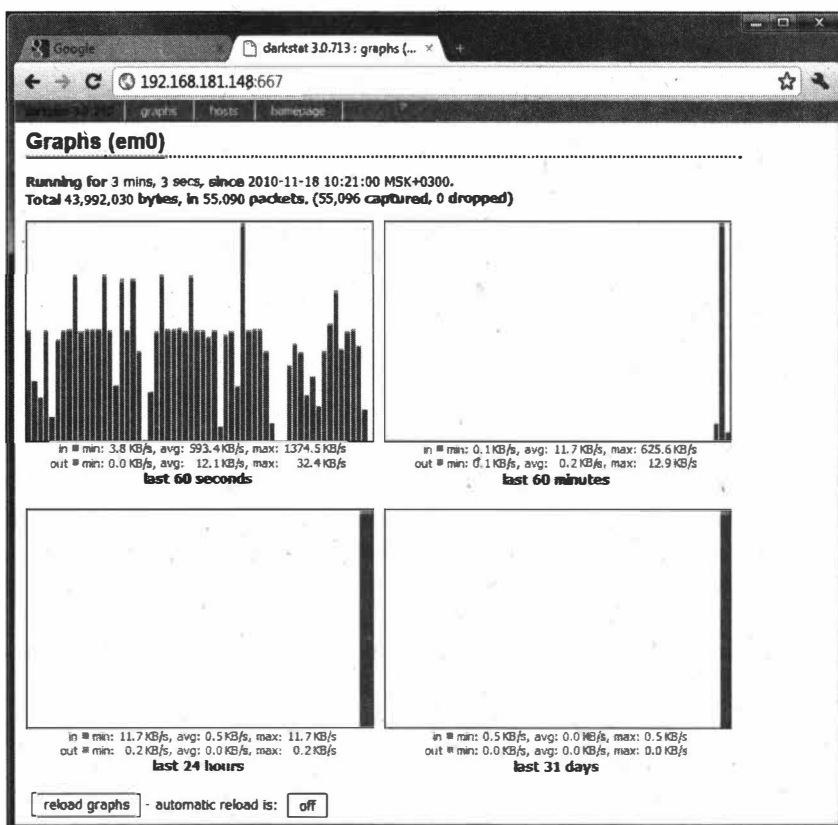 Google
darkstat 3.0.713 : graphs (... ×
192.168.181.148:667
graphs hosts homepage
Graphs (em0)
Running for 3 mins, 3 secs, since 2010-11-18 10:21:00 MSK+0300.
Total 43,992,030 bytes, in 55,090 packets. (55,096 captured, 0 dropped)
in min: 3.8 KB/s, avg: 593.4 KB/s, max: 1374.5 KB/s
out min: 0.0 KB/s, avg: 12.1 KB/s, max: 32.4 KB/s
last 60 seconds
in min: 0.1 KB/s, avg: 11.7 KB/s, max: 625.6 KB/s
out min: 0.1 KB/s, avg: 0.2 KB/s, max: 12.9 KB/s
last 60 minutes
in min: 11.7 KB/s, avg: 0.5 KB/s, max: 11.7 KB/s
out min: 0.2 KB/s, avg: 0.0 KB/s, max: 0.2 KB/s
last 24 hours
in min: 0.5 KB/s, avg: 0.0 KB/s, max: 0.5 KB/s
out min: 0.0 KB/s, avg: 0.0 KB/s, max: 0.0 KB/s
last 31 days
reload graphs - automatic reload is: off